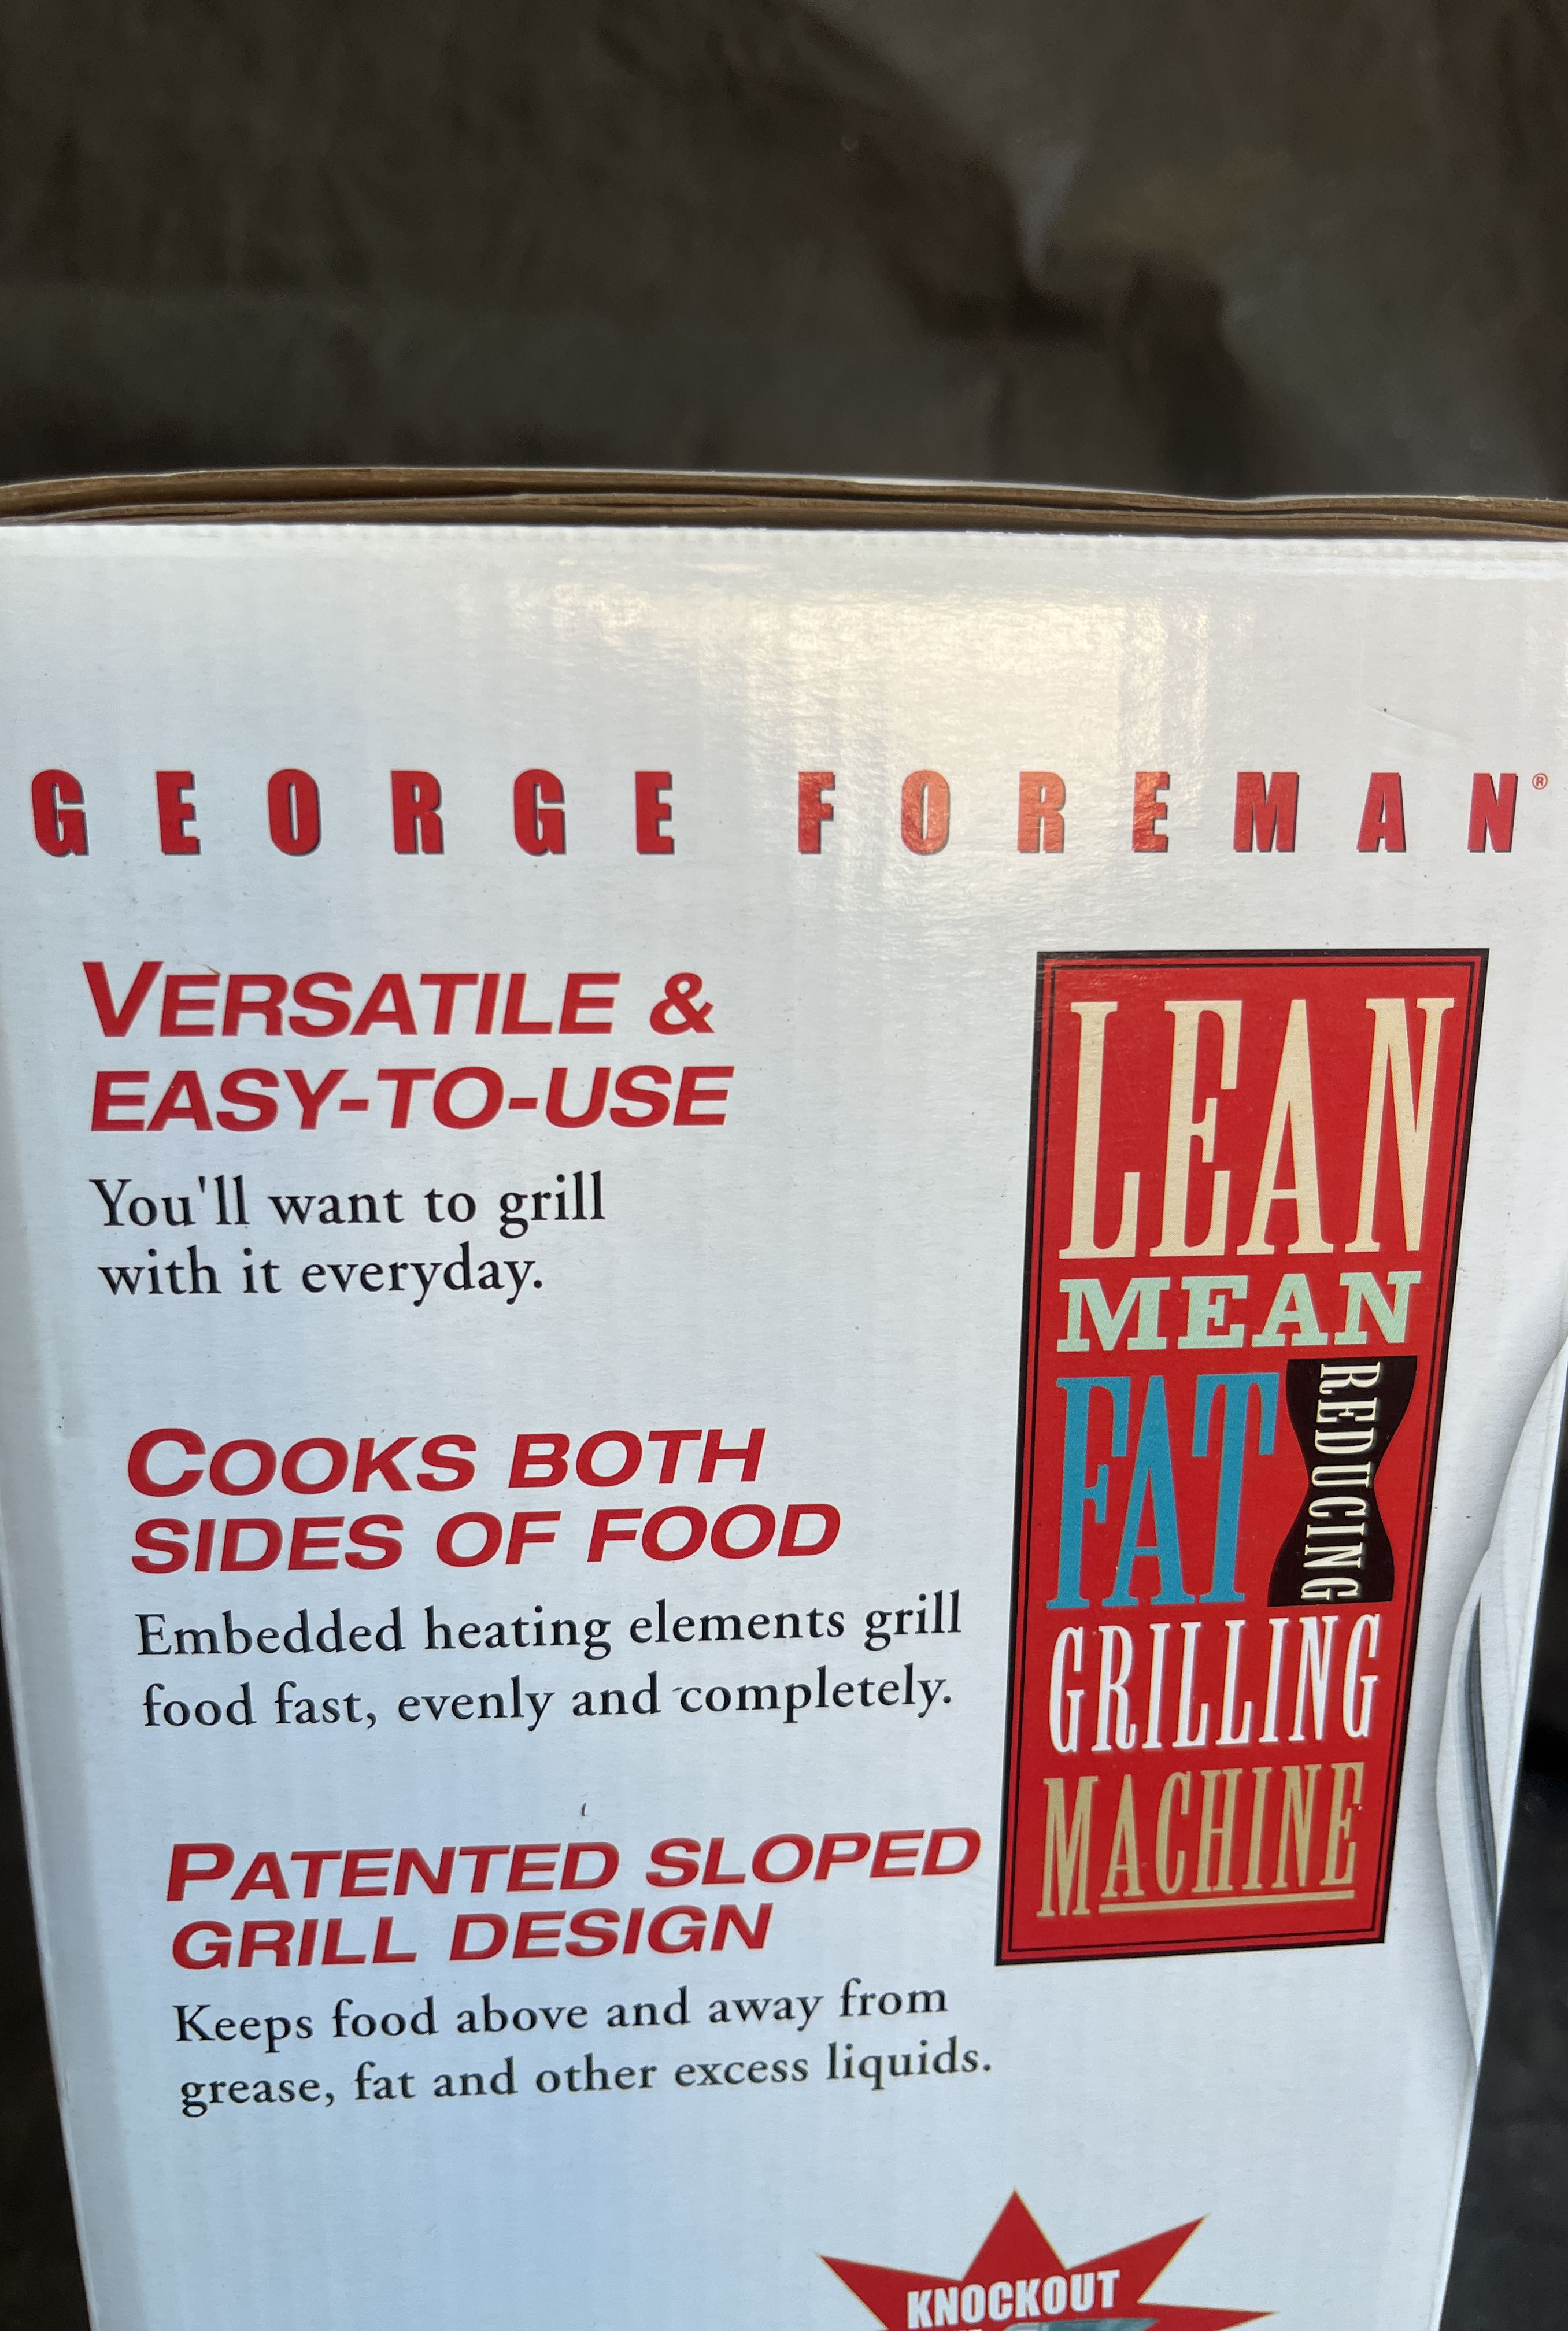 GEORGE FOREMAN®
VERSATILE &
EASY-TO-USE
You'll want to grill
with it everyday.
COOKS BOTH
SIDES OF FOOD
Embedded heating elements grill
food fast, evenly and completely.
PATENTED SLOPED
GRILL DESIGN
Keeps food above and away from
grease, fat and other excess liquids.
LEAN
MEAN
FAT
REDUCING
GRILLING
MACHINE
KNOCKOUT